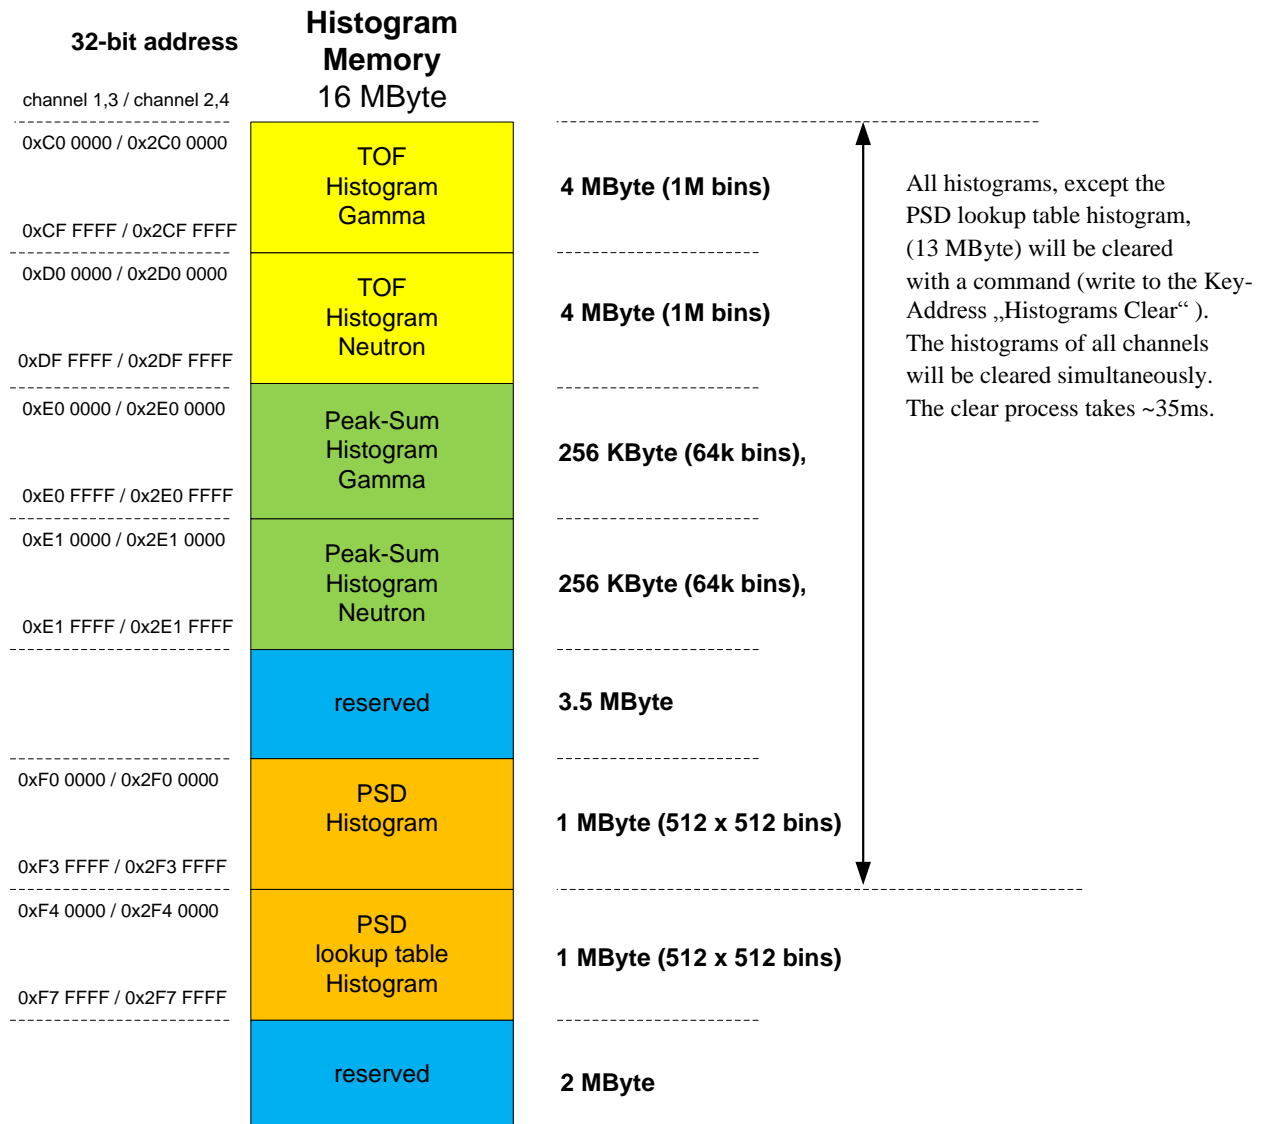 32-bit address
Histogram
Memory
16 MByte
channel 1,3 / channel 2,4
0xC0 0000 / 0x2C0 0000
0xCF FFFF / 0x2CF FFFF
TOF
Histogram
Gamma
4 MByte (1M bins)
0xD0 0000 / 0x2D0 0000
0xDF FFFF / 0x2DF FFFF
TOF
Histogram
Neutron
4 MByte (1M bins)
0xE0 0000 / 0x2E0 0000
0xE0 FFFF / 0x2E0 FFFF
Peak-Sum
Histogram
Gamma
256 KByte (64k bins),
0xE1 0000 / 0x2E1 0000
0xE1 FFFF / 0x2E1 FFFF
Peak-Sum
Histogram
Neutron
256 KByte (64k bins),
reserved
3.5 MByte
0xF0 0000 / 0x2F0 0000
0xF3 FFFF / 0x2F3 FFFF
PSD
Histogram
1 MByte (512 x 512 bins)
0xF4 0000 / 0x2F4 0000
0xF7 FFFF / 0x2F7 FFFF
PSD
lookup table
Histogram
1 MByte (512 x 512 bins)
reserved
2 MByte
All histograms, except the
PSD lookup table histogram,
(13 MByte) will be cleared
with a command (write to the Key-
Address „Histograms Clear“ ).
The histograms of all channels
will be cleared simultaneously.
The clear process takes ~35ms.